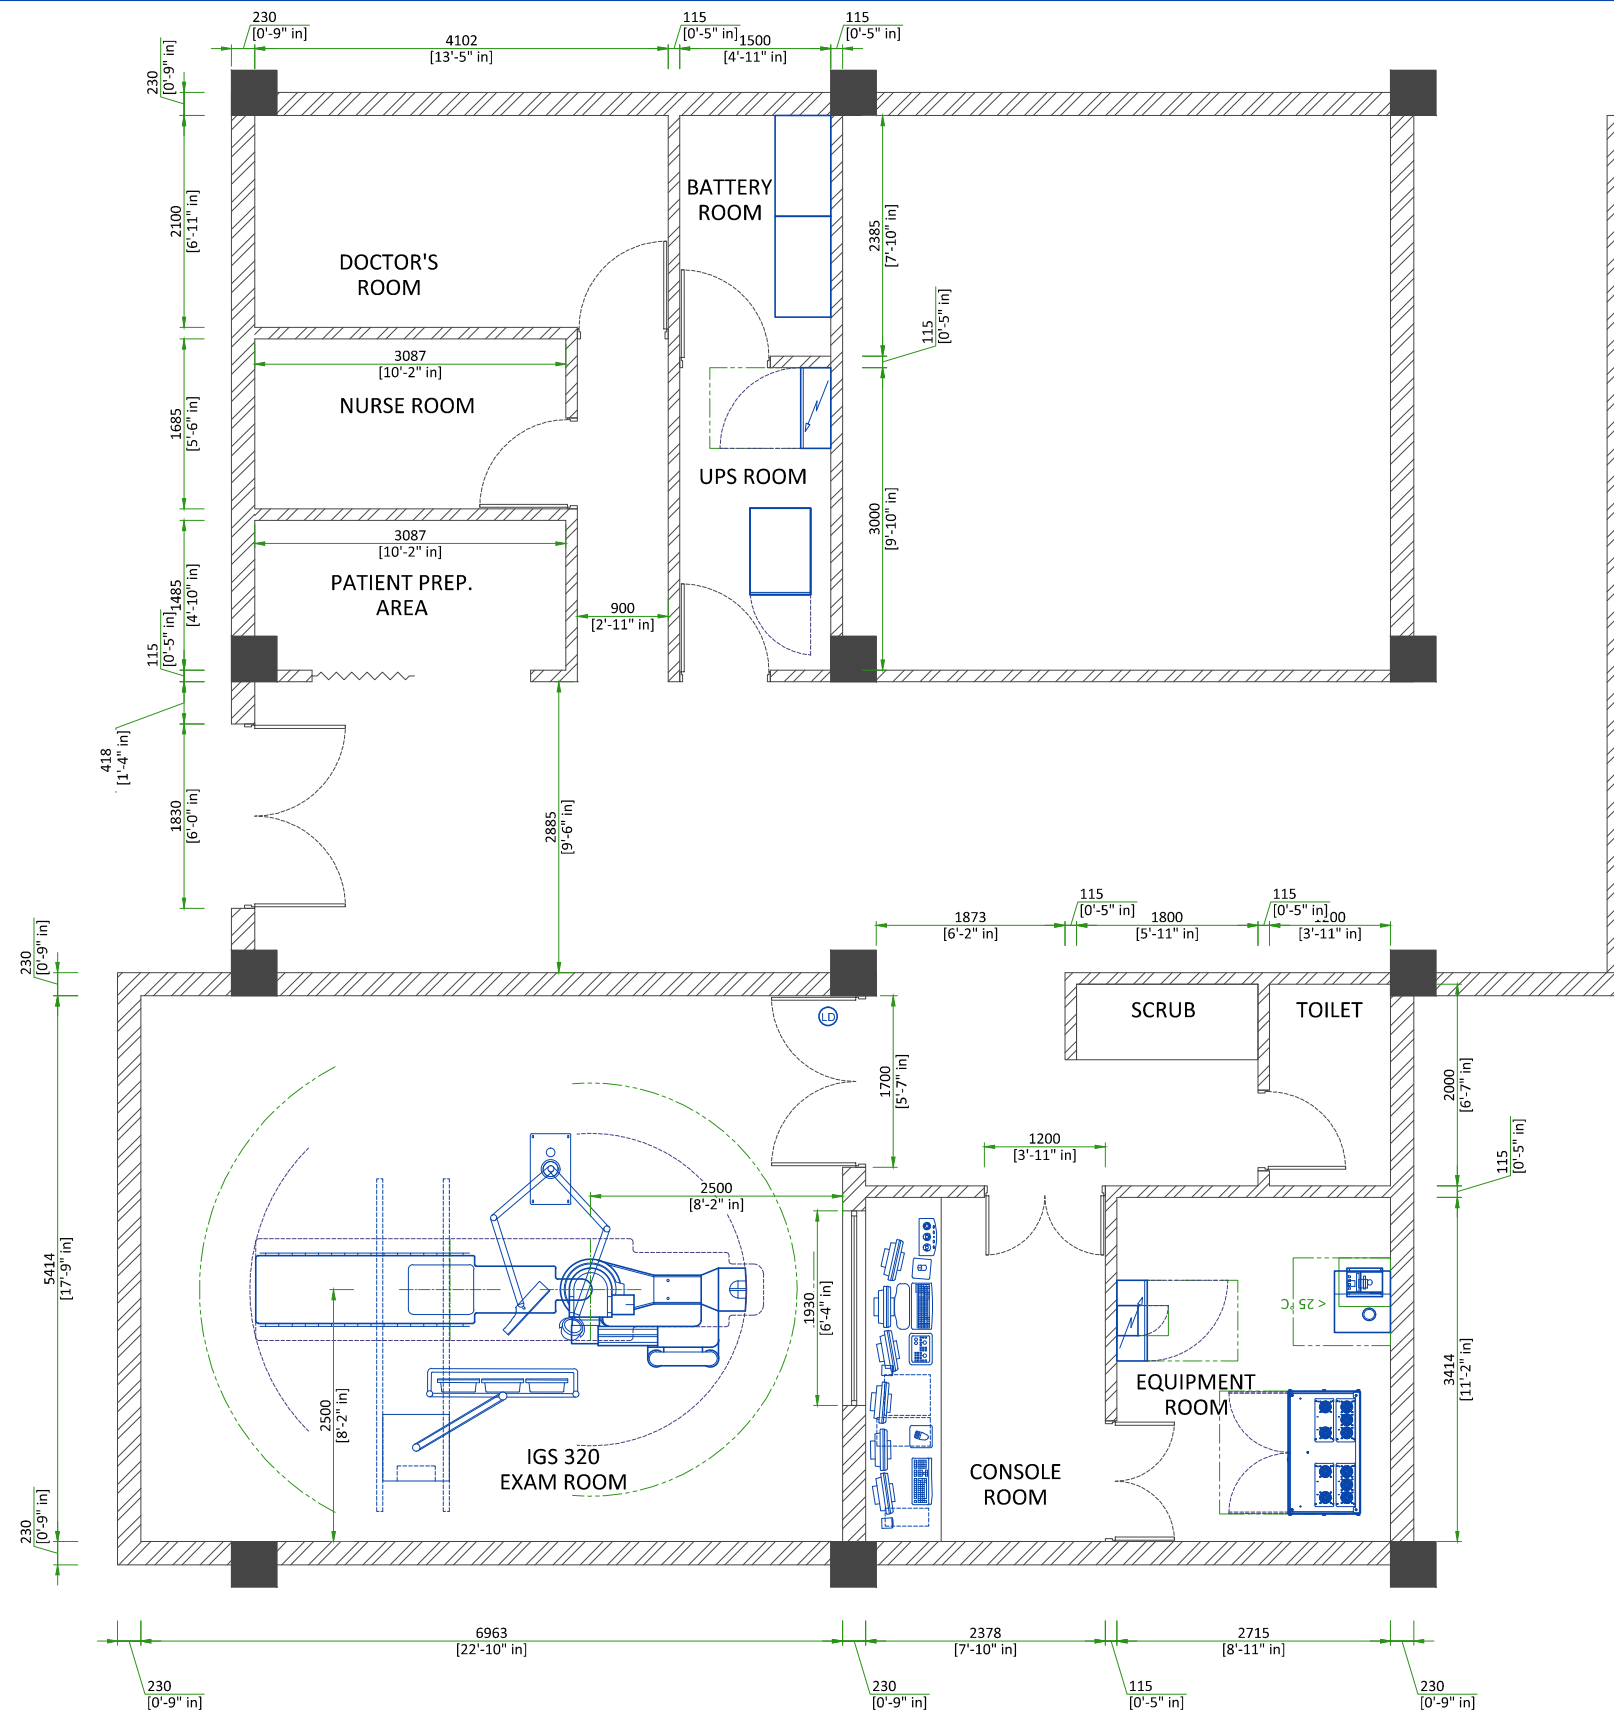 230
[0'-9" in]
4102
[13'-5" in]
115
[0'-5" in]
1500
[4'-11" in]
115
[0'-5" in]
230
[0'-9" in]
2100
[6'-11" in]
DOCTOR'S
ROOM
BATTERY
ROOM
2385
[7'-10" in]
115
[0'-5" in]
3087
[10'-2" in]
NURSE ROOM
1685
[5'-6" in]
UPS ROOM
3000
[9'-10" in]
3087
[10'-2" in]
PATIENT PREP.
AREA
1485
[4'-10" in]
115
[0'-5" in]
900
[2'-11" in]
418
[1'-4" in]
1830
[6'-0" in]
2885
[9'-6" in]
115
[0'-5" in]
115
[0'-5" in]
1873
[6'-2" in]
1800
[5'-11" in]
1200
[3'-11" in]
230
[0'-9" in]
SCRUB
TOILET
LD
1700
[5'-7" in]
2000
[6'-7" in]
1200
[3'-11" in]
115
[0'-5" in]
2500
[8'-2" in]
5414
[17'-9" in]
1930
[6'-4" in]
< 25 °C
3414
[11'-2" in]
EQUIPMENT
ROOM
2500
[8'-2" in]
IGS 320
EXAM ROOM
CONSOLE
ROOM
230
[0'-9" in]
6963
[22'-10" in]
2378
[7'-10" in]
2715
[8'-11" in]
230
[0'-9" in]
230
[0'-9" in]
115
[0'-5" in]
230
[0'-9" in]